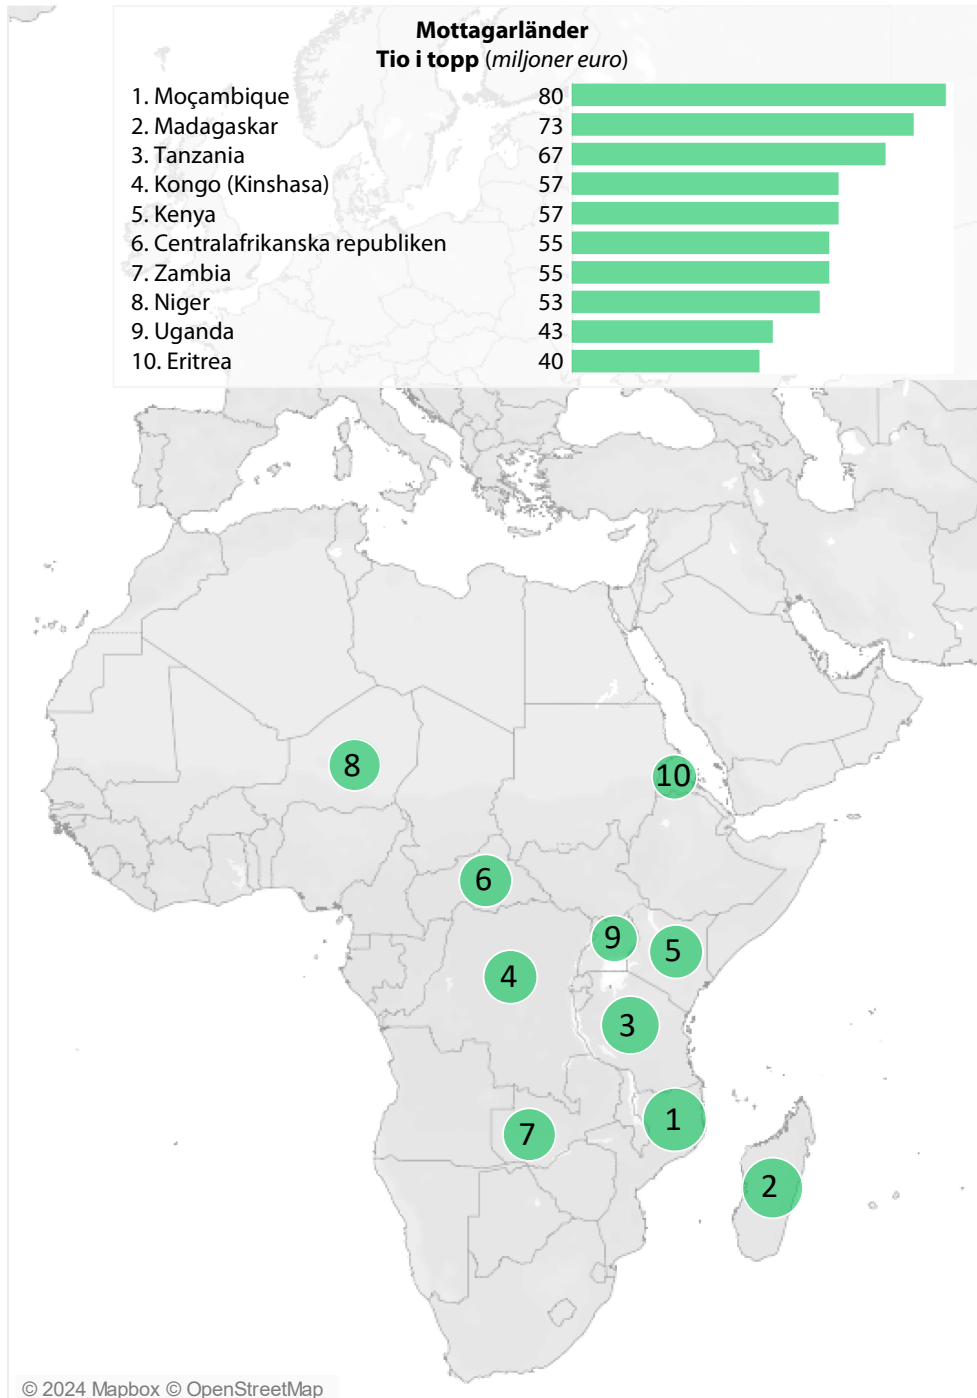 Mottagarländer
Tio i topp (miljoner euro)
1. Moçambique 80
2. Madagaskar 73
3. Tanzania 67
4. Kongo (Kinshasa) 57
5. Kenya 57
6. Centralafrikanska republiken 55
7. Zambia 55
8. Niger 53
9. Uganda 43
10. Eritrea 40
8
10
6
9
5
4
3
1
7
2
© 2024 Mapbox © OpenStreetMap